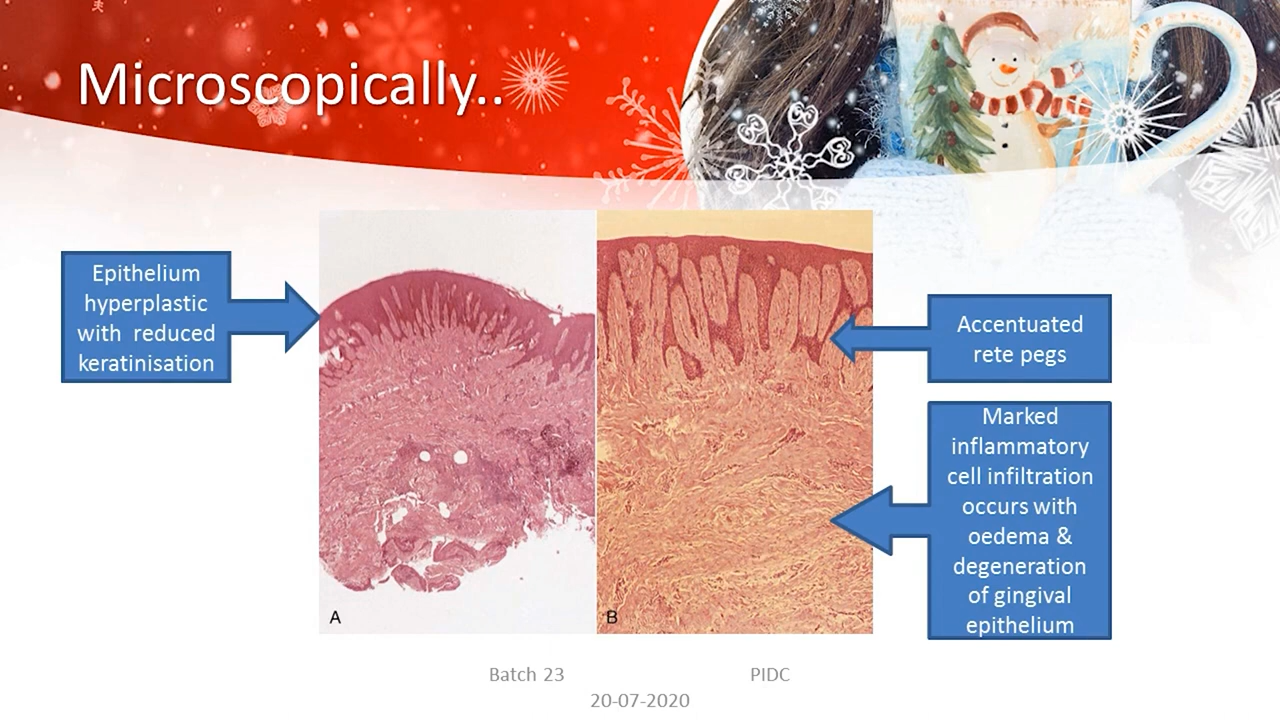 Microscopically..
Epithelium
hyperplastic
with reduced
keratinisation
Accentuated
rete pegs
Marked
inflammatory
cell infiltration
occurs with
oedema &
degeneration
of gingival
epithelium
A
B
Batch 23 PIDC
20-07-2020